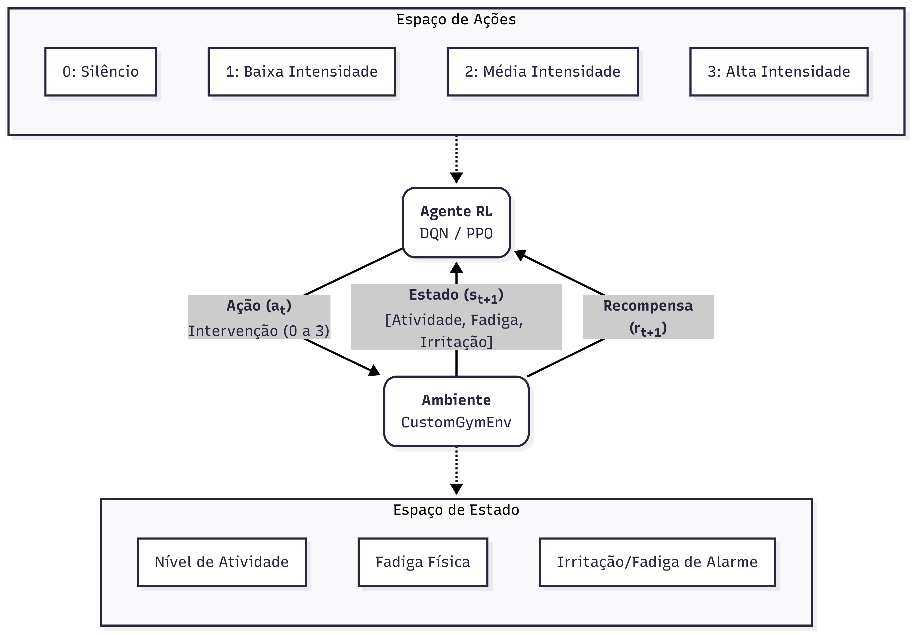 Espaço de Ações
0: Silêncio
1: Baixa Intensidade
2: Média Intensidade
3: Alta Intensidade
Agente RL
DQN / PPO
Ação (at)
Intervenção (0 a 3)
Estado (st+1)
[Atividade, Fadiga,
Irritação]
Recompensa
(rt+1)
Ambiente
CustomGymEnv
Espaço de Estado
Nível de Atividade
Fadiga Física
Irritação/Fadiga de Alarme